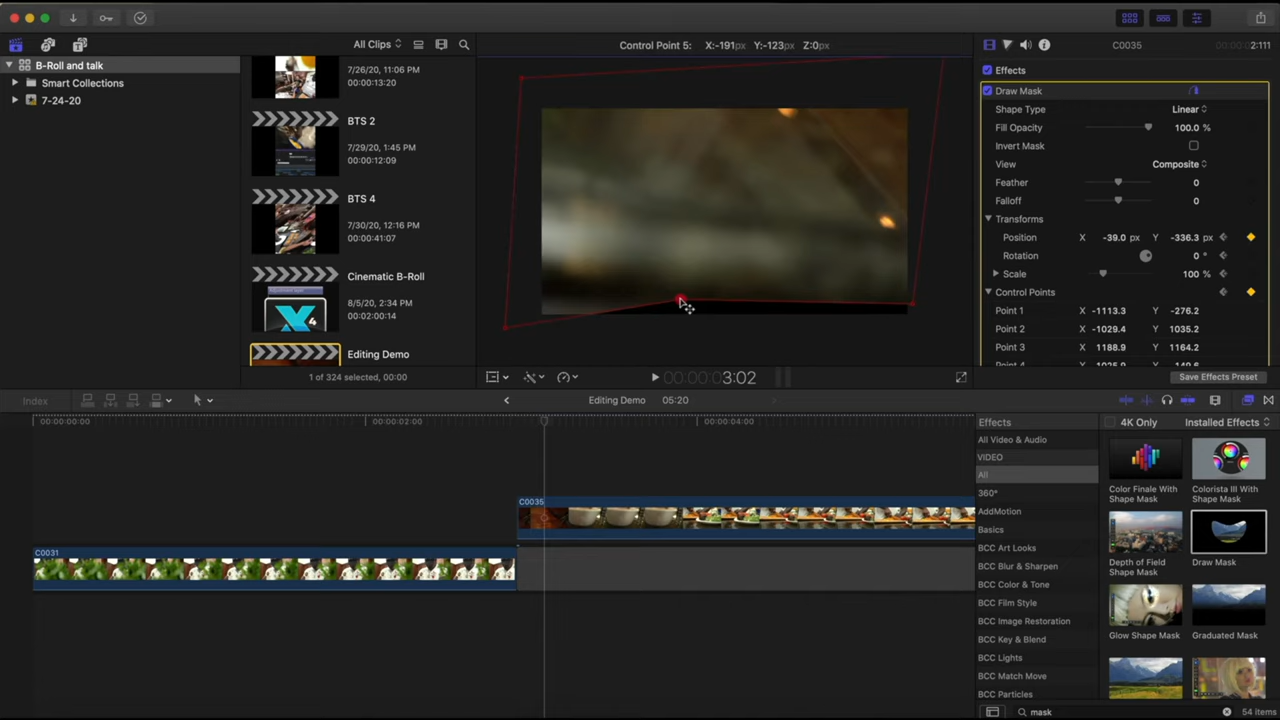 All Clips
Control Point 5: X:-191px Y:-123px Z:0px
C0035
2:111
B-Roll and talk
Smart Collections
7-24-20
7/26/20, 11:06 PM
00:00:13:20
BTS 2
7/29/20, 1:45 PM
00:00:12:09
BTS 4
7/30/20, 12:16 PM
00:00:41:07
Cinematic B-Roll
8/5/20, 2:34 PM
00:02:00:14
Editing Demo
1 of 324 selected, 00:00
00:00:00 3:02
Effects
Draw Mask
Shape Type Linear
Fill Opacity 100.0 %
Invert Mask
View Composite
Feather 0
Falloff 0
Transforms
Position X -39.0 px Y -336.3 px
Rotation 0 °
Scale 100 %
Control Points
Point 1 X -1113.3 Y -276.2
Point 2 X -1029.4 Y 1035.2
Point 3 X 1188.9 Y 1164.2
Save Effects Preset
Index
Editing Demo 05:20
00:00:00:00
00:00:02:00
00:00:04:00
C0035
C0031
Effects
4K Only
Installed Effects
All Video & Audio
VIDEO
All
360°
AddMotion
Basics
BCC Art Looks
BCC Blur & Sharpen
BCC Color & Tone
BCC Film Style
BCC Image Restoration
BCC Key & Blend
BCC Lights
BCC Match Move
BCC Particles
Color Finale With
Shape Mask
Colorista III With
Shape Mask
Depth of Field
Shape Mask
Draw Mask
Glow Shape Mask
Graduated Mask
mask
54 items